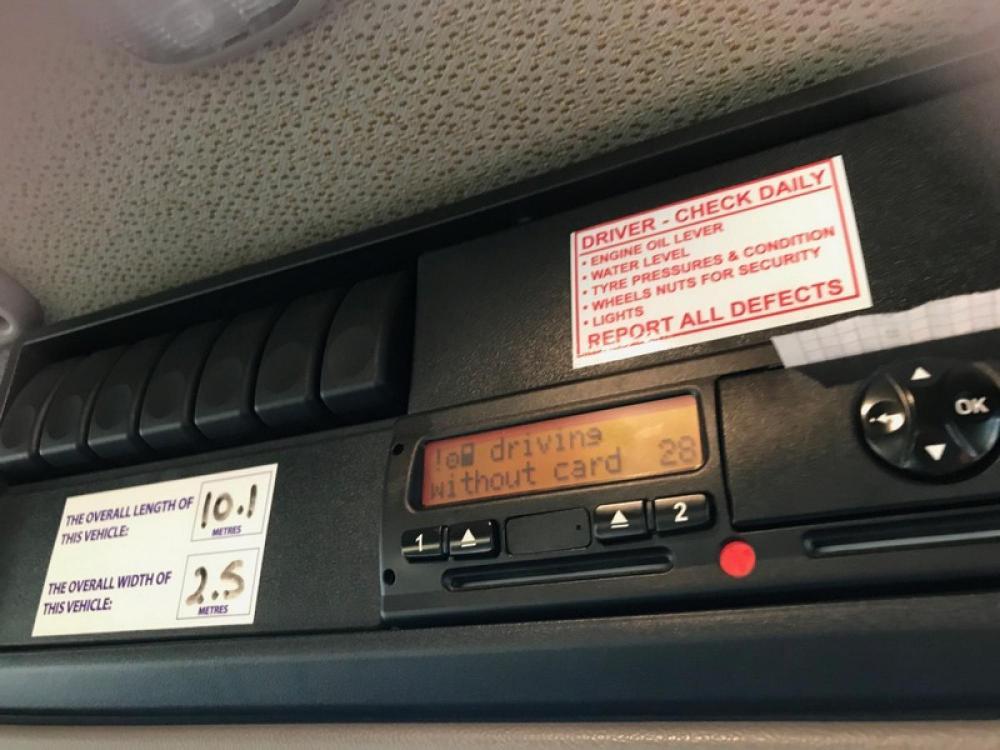 DRIVER - CHECK DAILY
• ENGINE OIL LEVER
• WATER LEVEL
• TYRE PRESSURES & CONDITION
• WHEELS NUTS FOR SECURITY
• LIGHTS
REPORT ALL DEFECTS
OK
! driving
without card 28
1
2
THE OVERALL LENGTH OF
THIS VEHICLE:
10.1
METRES
THE OVERALL WIDTH OF
THIS VEHICLE:
2.5
METRES